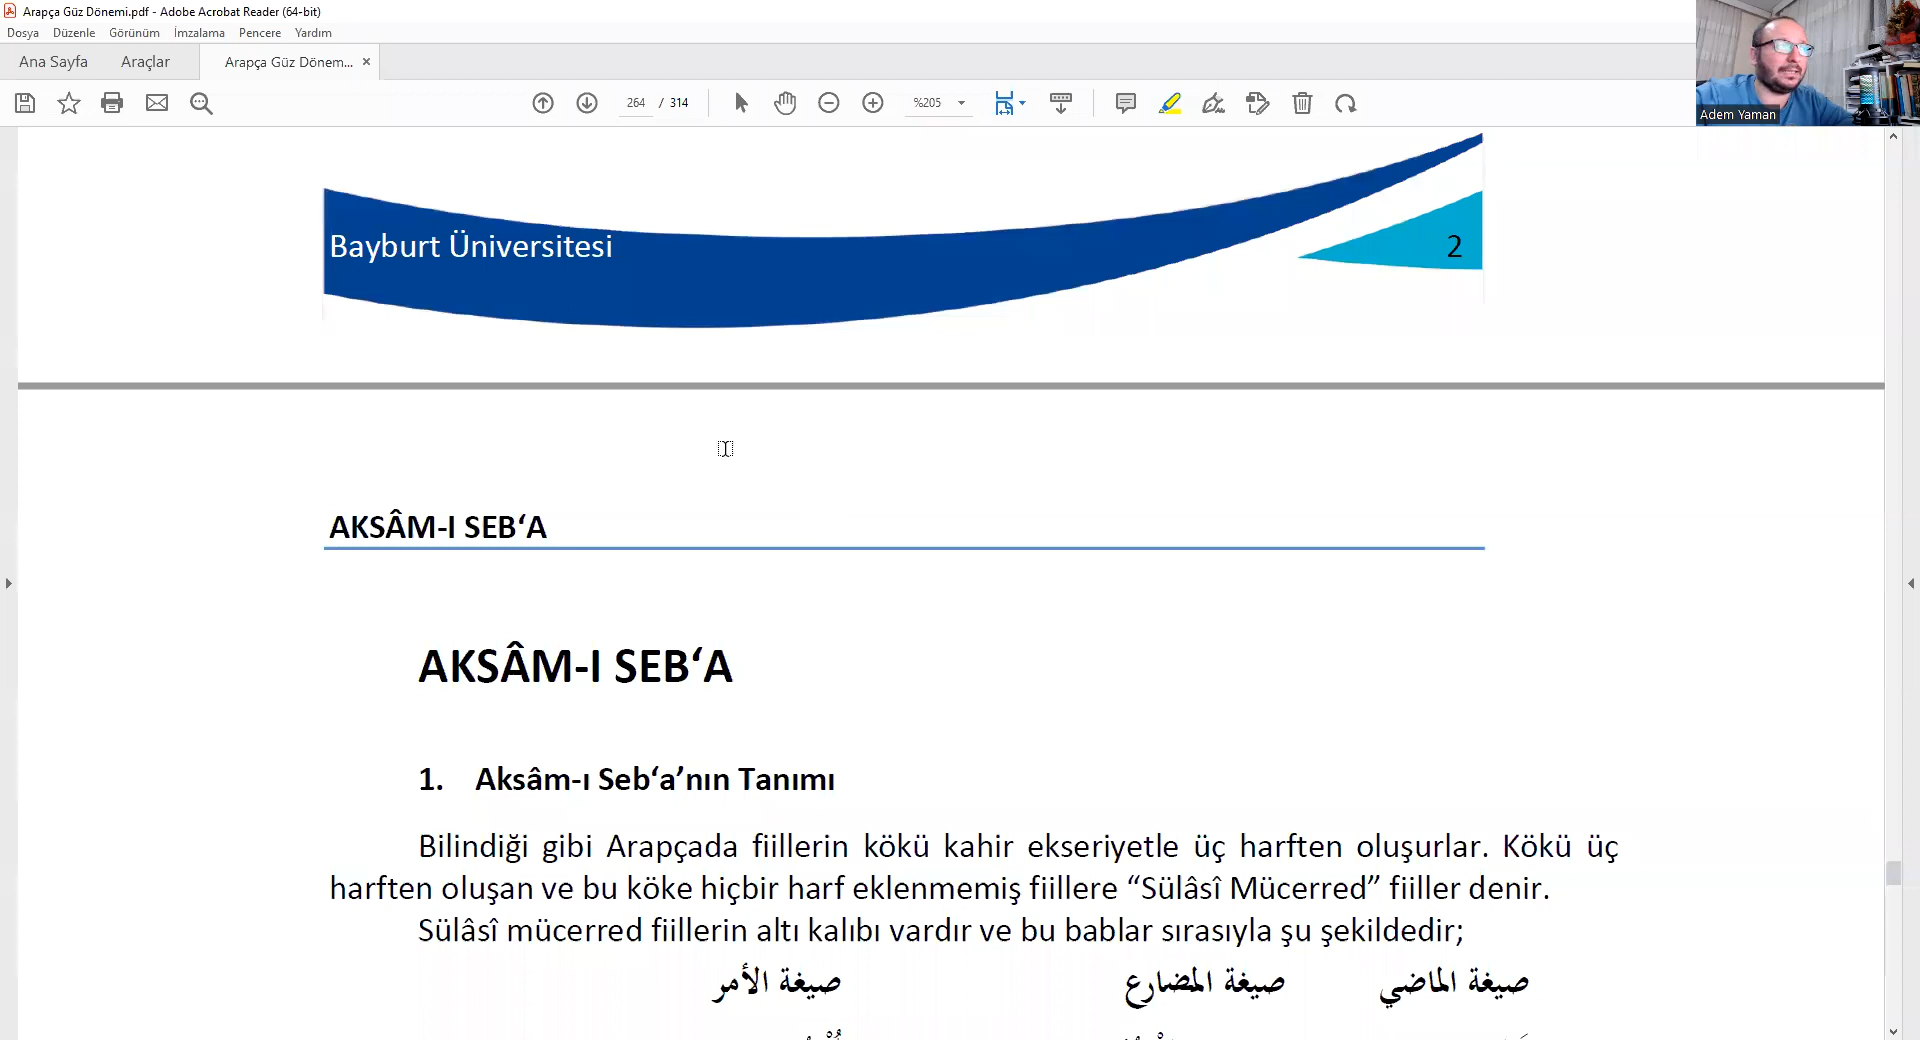 Arapça Güz Dönemi.pdf - Adobe Acrobat Reader (64-bit)
Dosya Düzenle Görünüm İmzalama Pencere Yardım
Ana Sayfa Araçlar Arapça Güz Dönem... ×
264 / 314 %205
Adem Yaman
Bayburt Üniversitesi 2
AKSÂM-I SEB‘A
AKSÂM-I SEB‘A
1. Aksâm-ı Seb‘a’nın Tanımı
Bilindiği gibi Arapçada fiillerin kökü kahir ekseriyetle üç harften oluşurlar. Kökü üç
harften oluşan ve bu köke hiçbir harf eklenmemiş fiillere “Sülâsî Mücerred” fiiller denir.
Sülâsî mücerred fiillerin altı kalıbı vardır ve bu bablar sırasıyla şu şekildedir;
صيغة الماضي صيغة المضارع صيغة الأمر